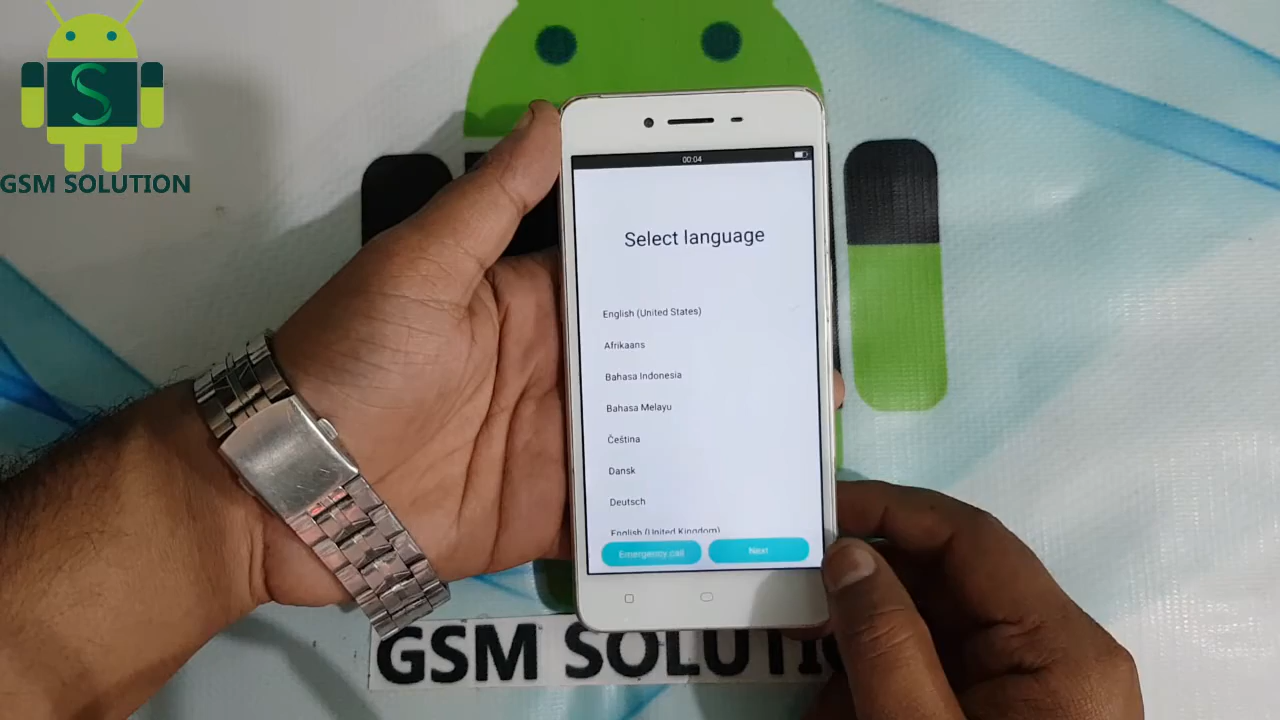 S
GSM SOLUTION
00:04
Select language
English (United States)
Afrikaans
Bahasa Indonesia
Bahasa Melayu
Čeština
Dansk
Deutsch
English (United Kingdom)
Emergency call
Next
GSM SOLUTIO